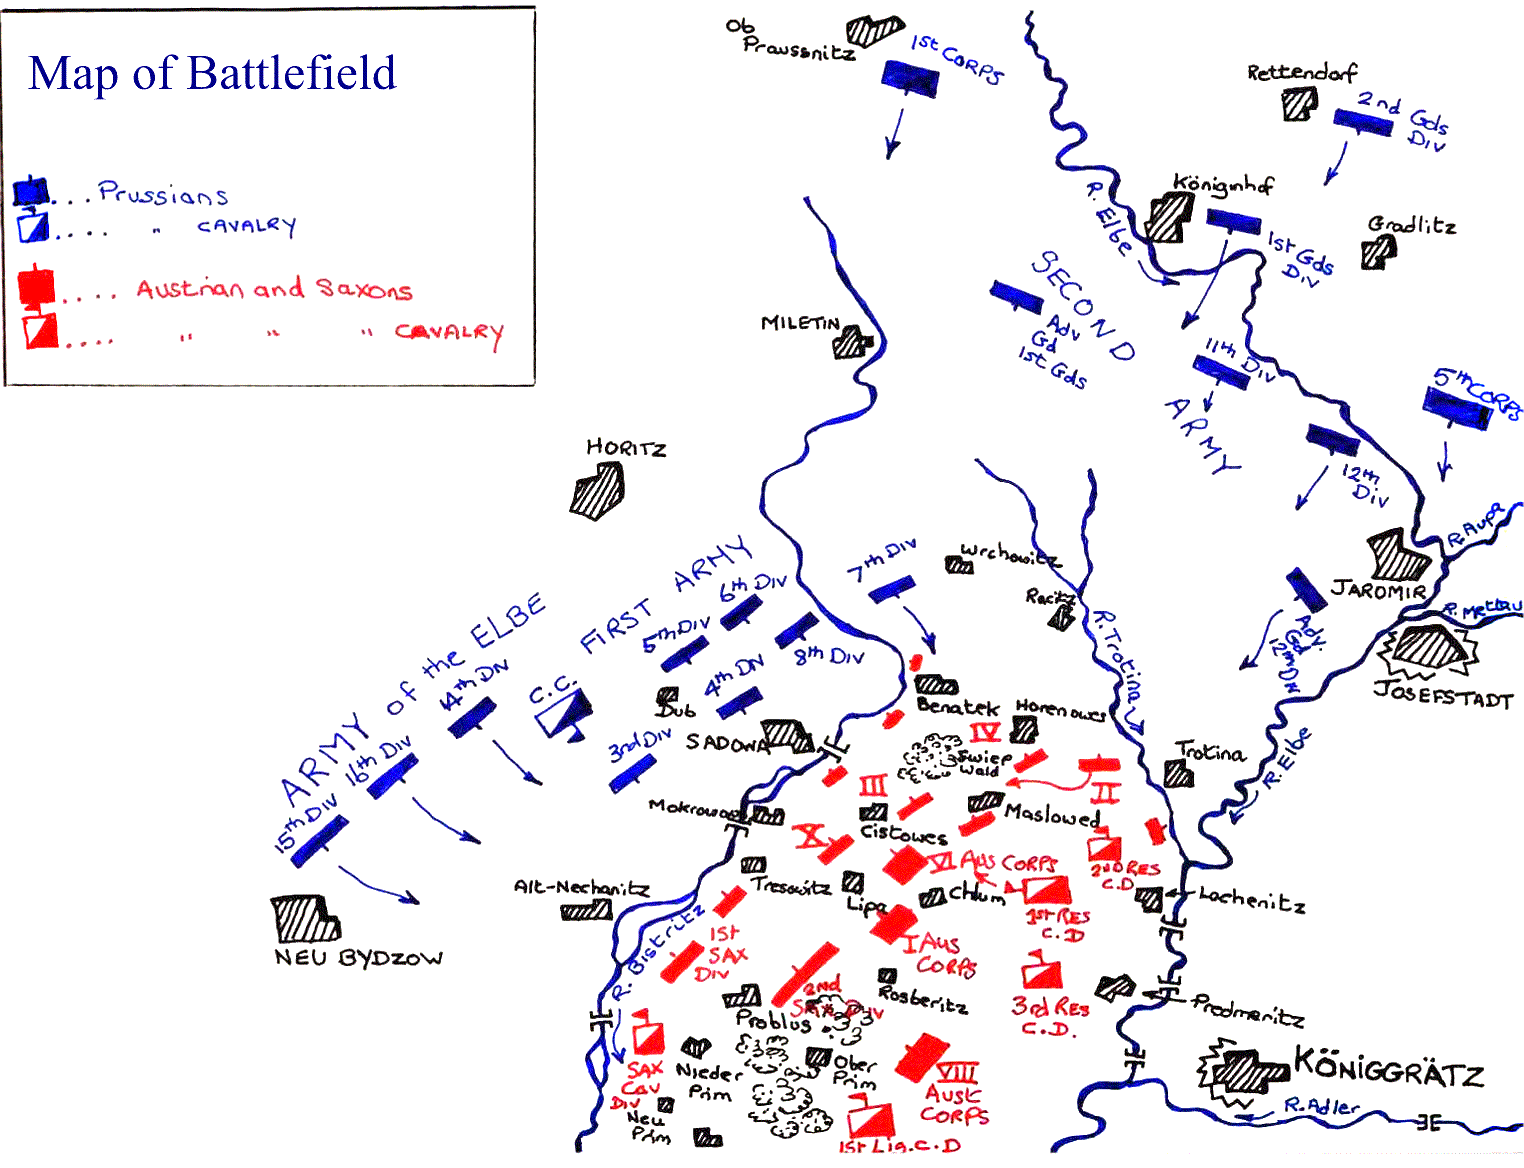 Map of Battlefield
.... Prussians
.... " CAVALRY
.... Austrian and Saxons
.... " " " CAVALRY
Ob
Praussnitz
1st CORPS
Rettendorf
2nd Gds
Div
Königinhof
R. Elbe
1st Gds
Div
Gradlitz
SECOND
ARMY
Adv
Gd
1st Gds
11th Div
5th CORPS
12th
Div
MILETIN
HORITZ
R. Aupa
JAROMIR
R. Mettau
JOSEFSTADT
Adv.
Gd
12th DN
R. Elbe
Wrchowitz
Racitz
R. Trotina
7th Div
FIRST ARMY
6th Div
5th Div
8th Div
4th DN
3rd Div
Dub
SADOWA
C.C.
ARMY of the ELBE
14th DN
16th Div
15th Div
NEU BYDZOW
Alt-Nechanitz
R. Bistritz
Benatek
Horenowes
IV
Swiep
Wald
II
III
Trotina
Maslowed
Cistowes
X
Tresowitz
Lipa
VI Aus CORPS
Chlum
2ND RES
C.D
1st RES
C.D
Lochenitz
1st
SAX
Div
I Aus
CORPS
2nd
Sax Div
Rosberitz
3rd Res
C.D.
Predmeritz
Problus
SAX
Cav
Div
Nieder
Prim
Ober
Prim
Neu
Prim
VIII
Aust
CORPS
1st Lig. C.D
KÖNIGGRÄTZ
R. Adler